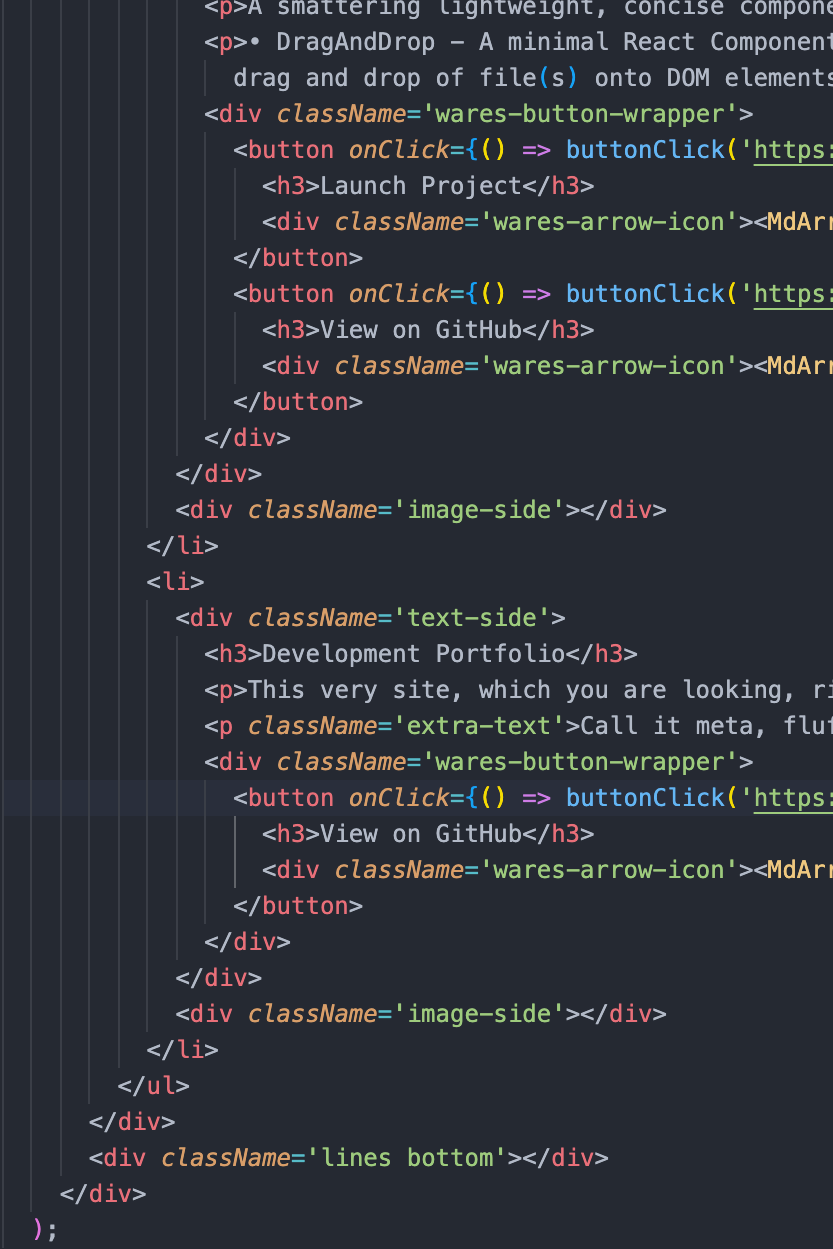 <p>A smattering lightweight, concise
<p>• DragAndDrop – A minimal React Component
drag and drop of file(s) onto DOM elements
<div className='wares-button-wrapper'>
<button onClick={() => buttonClick('https:
<h3>Launch Project</h3>
<div className='wares-arrow-icon'><MdArr
</button>
<button onClick={() => buttonClick('https:
<h3>View on GitHub</h3>
<div className='wares-arrow-icon'><MdArr
</button>
</div>
</div>
<div className='image-side'></div>
</li>
<li>
<div className='text-side'>
<h3>Development Portfolio</h3>
<p>This very site, which you are looking, ri
<p className='extra-text'>Call it meta, fluf
<div className='wares-button-wrapper'>
<button onClick={() => buttonClick('https:
<h3>View on GitHub</h3>
<div className='wares-arrow-icon'><MdArr
</button>
</div>
</div>
<div className='image-side'></div>
</li>
</ul>
</div>
<div className='lines bottom'></div>
</div>
);